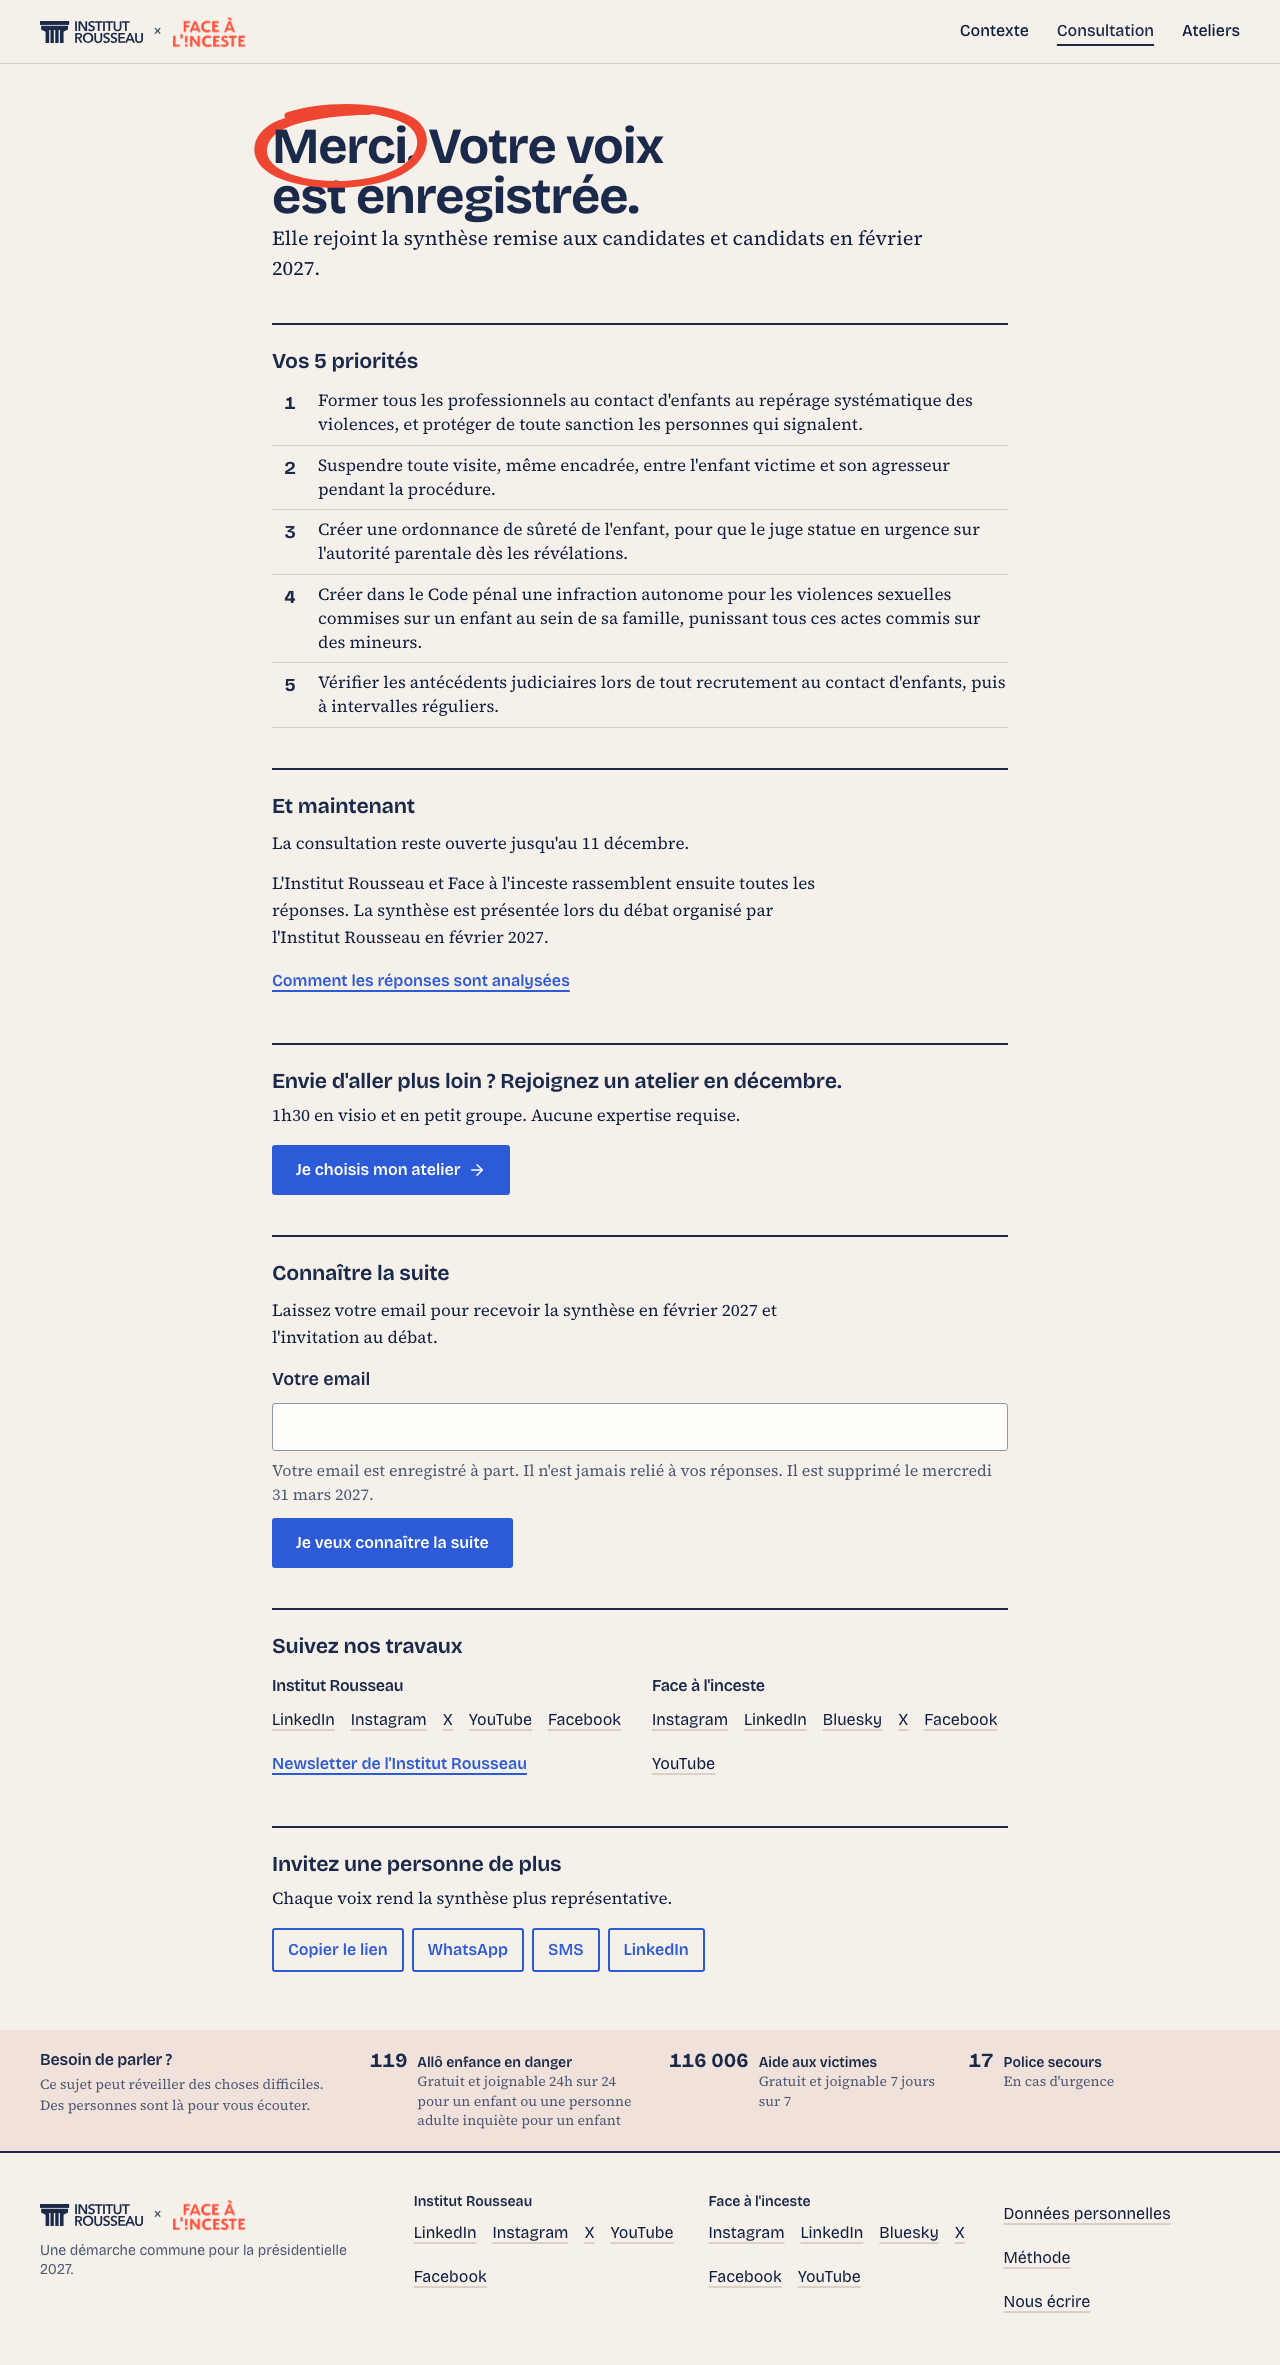 INSTITUT
ROUSSEAU
×
FACE À
L'!NCESTE
Contexte
Consultation
Ateliers
Merci. Votre voix
est enregistrée.
Elle rejoint la synthèse remise aux candidates et candidats en février
2027.
Vos 5 priorités
1 Former tous les professionnels au contact d'enfants au repérage systématique des
violences, et protéger de toute sanction les personnes qui signalent.
2 Suspendre toute visite, même encadrée, entre l'enfant victime et son agresseur
pendant la procédure.
3 Créer une ordonnance de sûreté de l'enfant, pour que le juge statue en urgence sur
l'autorité parentale dès les révélations.
4 Créer dans le Code pénal une infraction autonome pour les violences sexuelles
commises sur un enfant au sein de sa famille, punissant tous ces actes commis sur
des mineurs.
5 Vérifier les antécédents judiciaires lors de tout recrutement au contact d'enfants, puis
à intervalles réguliers.
Et maintenant
La consultation reste ouverte jusqu'au 11 décembre.
L'Institut Rousseau et Face à l'inceste rassemblent ensuite toutes les
réponses. La synthèse est présentée lors du débat organisé par
l'Institut Rousseau en février 2027.
Comment les réponses sont analysées
Envie d'aller plus loin ? Rejoignez un atelier en décembre.
1h30 en visio et en petit groupe. Aucune expertise requise.
Je choisis mon atelier →
Connaître la suite
Laissez votre email pour recevoir la synthèse en février 2027 et
l'invitation au débat.
Votre email
Votre email est enregistré à part. Il n'est jamais relié à vos réponses. Il est supprimé le mercredi
31 mars 2027.
Je veux connaître la suite
Suivez nos travaux
Institut Rousseau
LinkedIn Instagram X YouTube Facebook
Newsletter de l'Institut Rousseau
Face à l'inceste
Instagram LinkedIn Bluesky X Facebook
YouTube
Invitez une personne de plus
Chaque voix rend la synthèse plus représentative.
Copier le lien
WhatsApp
SMS
LinkedIn
Besoin de parler ?
Ce sujet peut réveiller des choses difficiles.
Des personnes sont là pour vous écouter.
119 Allô enfance en danger
Gratuit et joignable 24h sur 24
pour un enfant ou une personne
adulte inquiète pour un enfant
116 006 Aide aux victimes
Gratuit et joignable 7 jours
sur 7
17 Police secours
En cas d'urgence
INSTITUT
ROUSSEAU
×
FACE À
L'!NCESTE
Une démarche commune pour la présidentielle
2027.
Institut Rousseau
LinkedIn Instagram X YouTube
Facebook
Face à l'inceste
Instagram LinkedIn Bluesky X
Facebook YouTube
Données personnelles
Méthode
Nous écrire